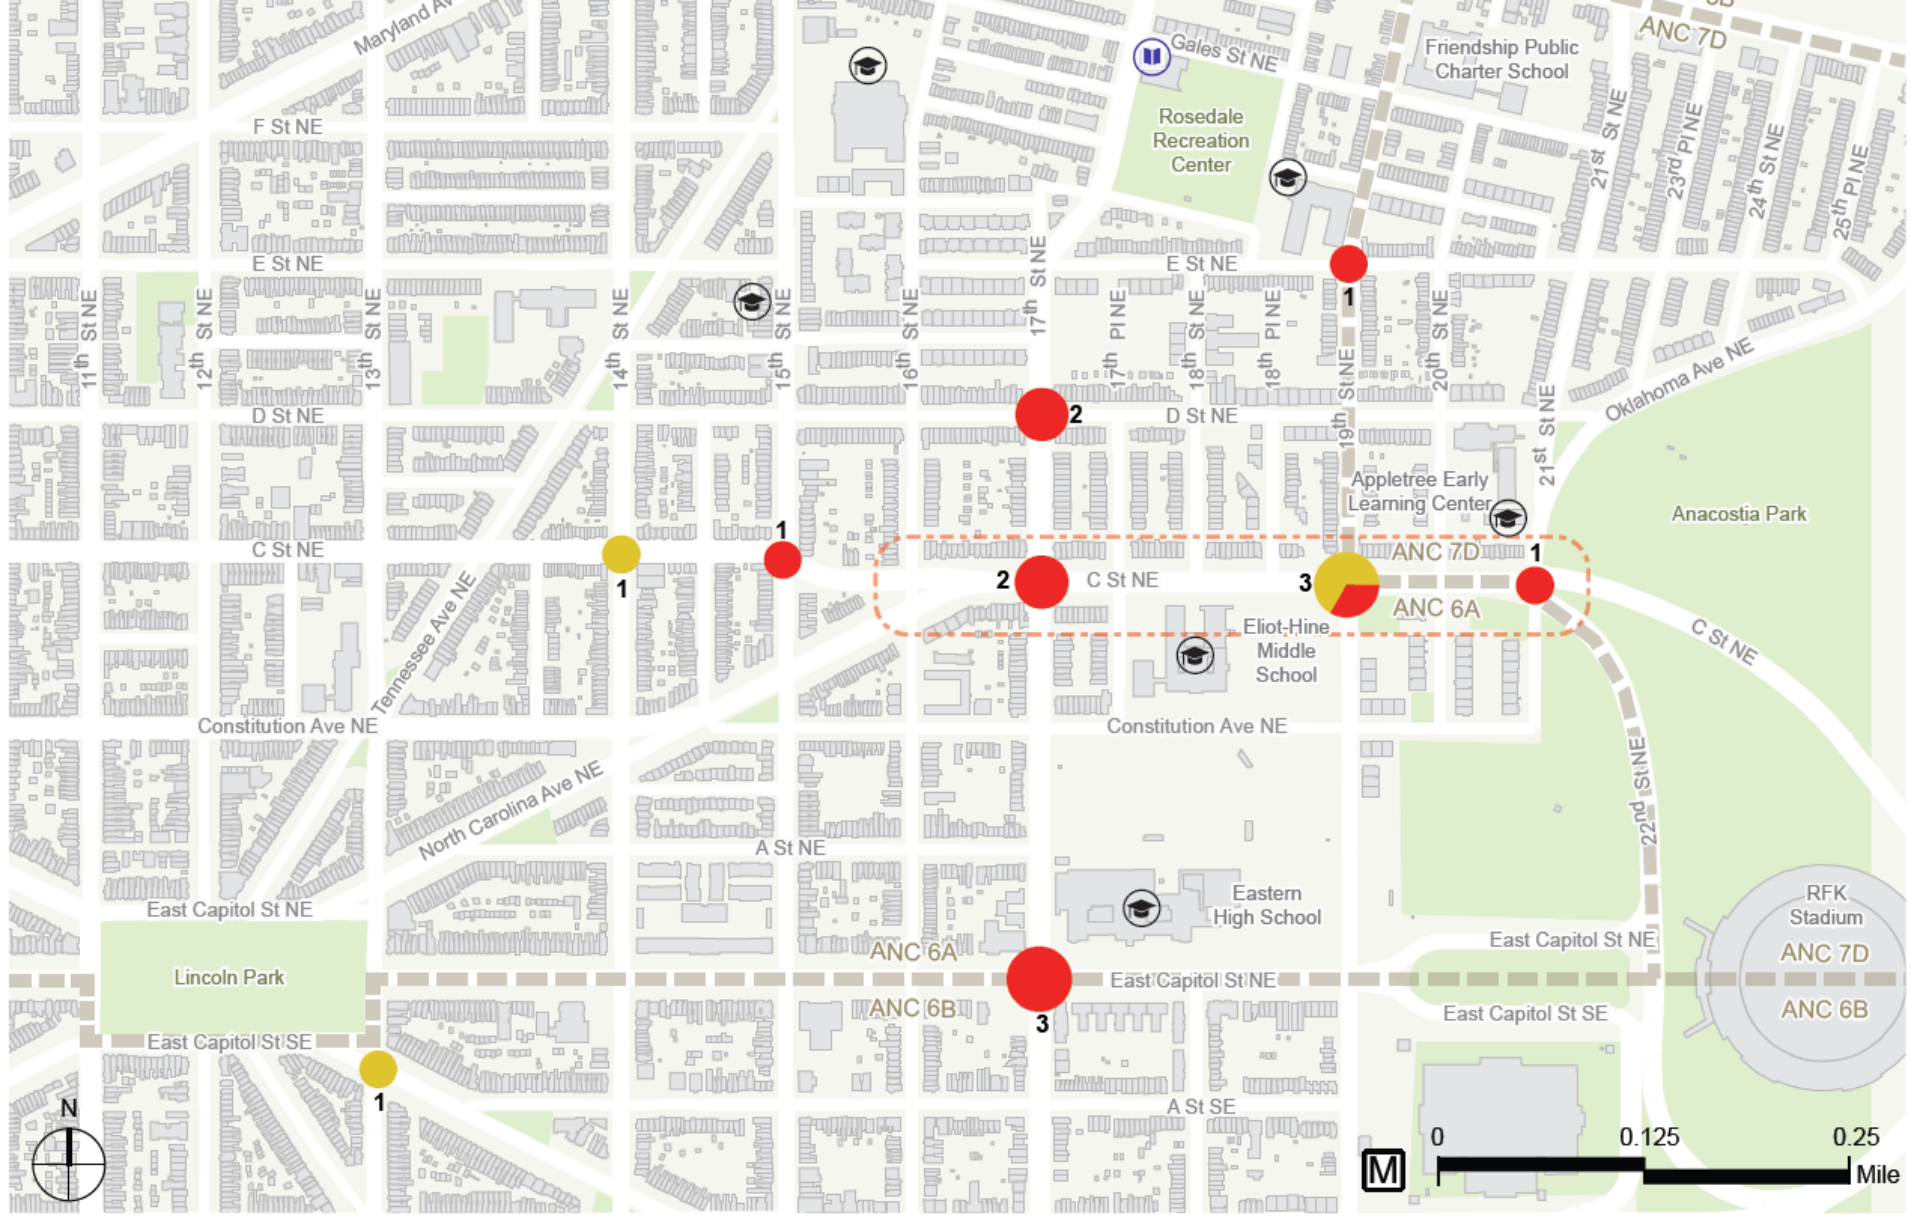 Maryland Av
Gales St NE
6B
ANC 7D
Friendship Public
Charter School
Rosedale
Recreation
Center
F St NE
21st St NE
23rd Pl NE
24th St NE
25th Pl NE
E St NE
E St NE
1
11th St NE
12th St NE
13th St NE
14th St NE
15th St NE
16th St NE
17th St NE
17th Pl NE
18th St NE
18th Pl NE
19th St NE
20th St NE
21st St NE
Oklahoma Ave NE
D St NE
2
D St NE
Appletree Early
Learning Center
Anacostia Park
C St NE
1
1
2
C St NE
3
ANC 7D
ANC 6A
1
C St NE
Eliot-Hine
Middle
School
Tennessee Ave NE
Constitution Ave NE
Constitution Ave NE
North Carolina Ave NE
22nd St NE
A St NE
East Capitol St NE
Eastern
High School
RFK
Stadium
East Capitol St NE
ANC 6A
ANC 7D
Lincoln Park
East Capitol St NE
ANC 6B
3
ANC 6B
East Capitol St SE
East Capitol St SE
1
A St SE
N
M
0
0.125
0.25
Mile